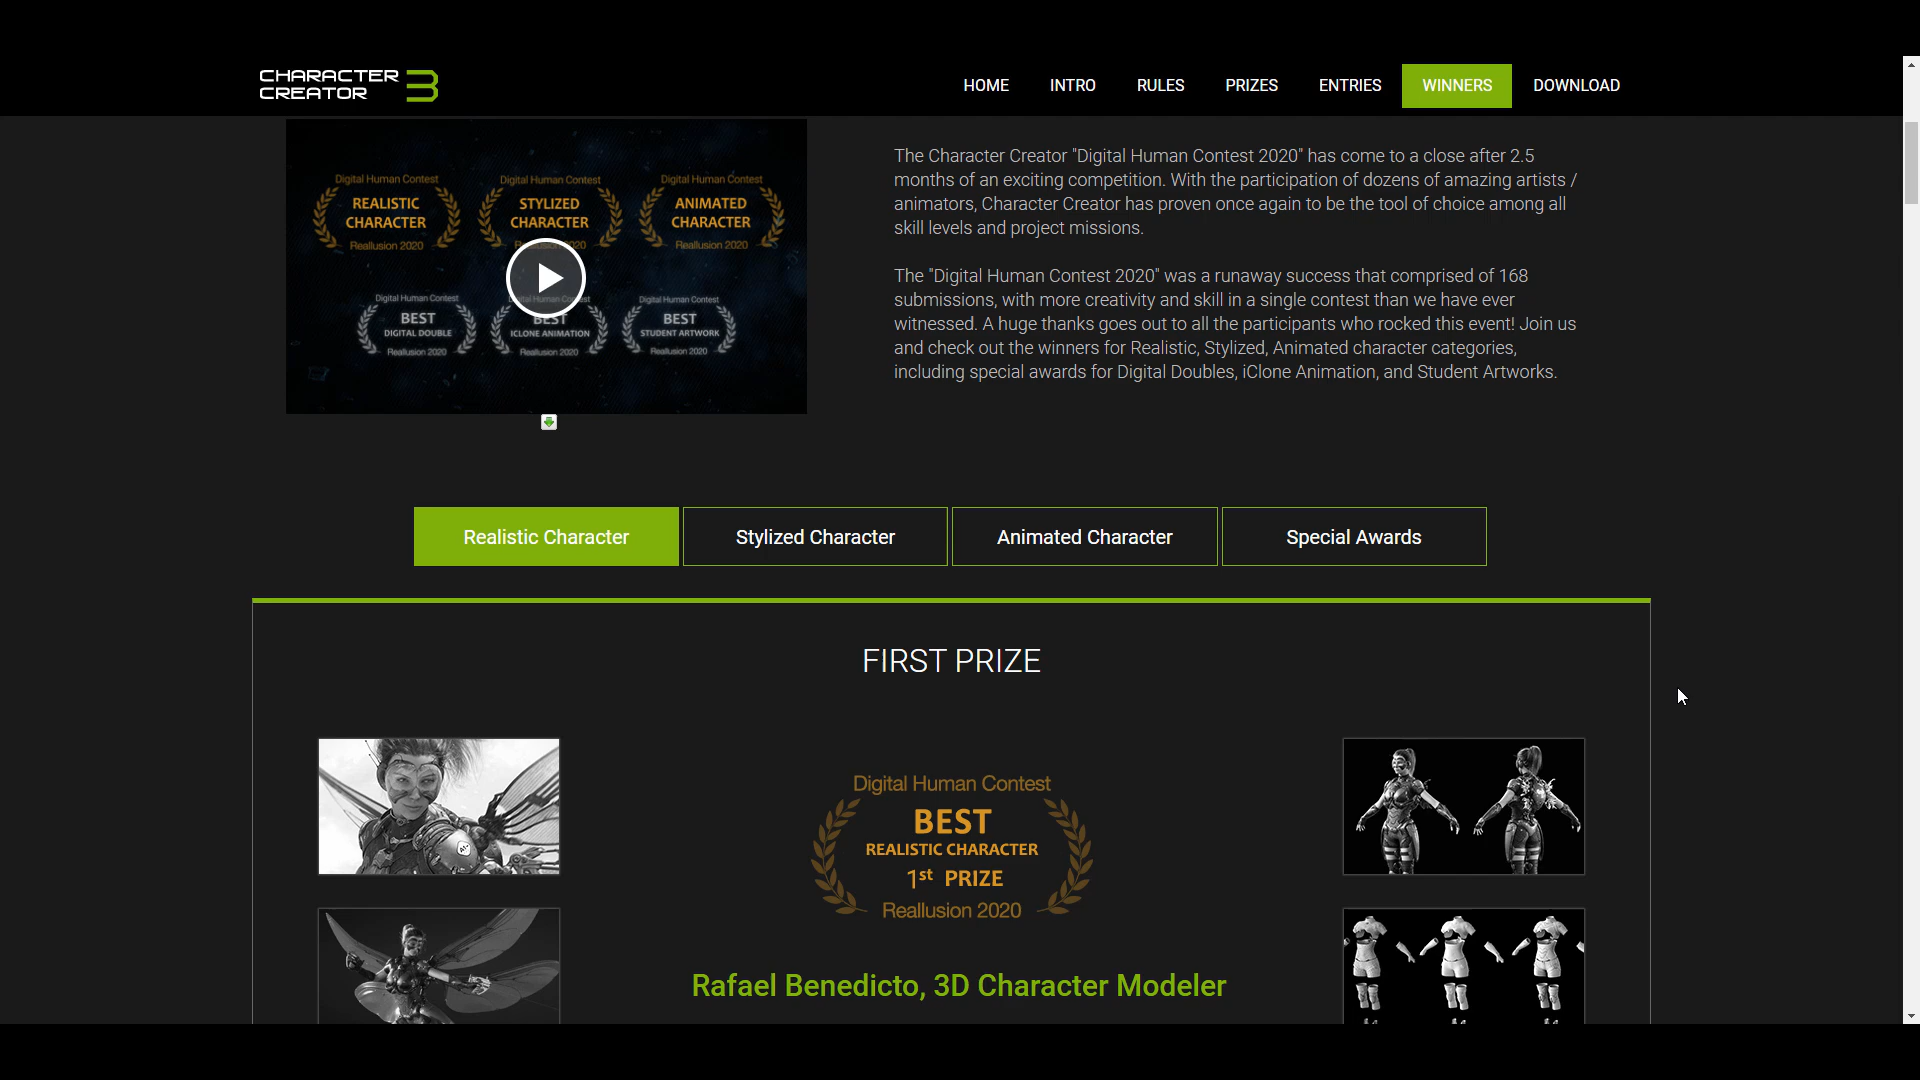 CHARACTER
CREATOR 3
HOME INTRO RULES PRIZES ENTRIES WINNERS DOWNLOAD
Digital Human Contest
REALISTIC
CHARACTER
Reallusion 2020
Digital Human Contest
STYLIZED
CHARACTER
Digital Human Contest
ANIMATED
CHARACTER
Reallusion 2020
Digital Human Contest
BEST
DIGITAL DOUBLE
Reallusion 2020
BEST
ICLONE ANIMATION
Reallusion 2020
Digital Human Contest
BEST
STUDENT ARTWORK
Reallusion 2020
The Character Creator "Digital Human Contest 2020" has come to a close after 2.5
months of an exciting competition. With the participation of dozens of amazing artists /
animators, Character Creator has proven once again to be the tool of choice among all
skill levels and project missions.
The "Digital Human Contest 2020" was a runaway success that comprised of 168
submissions, with more creativity and skill in a single contest than we have ever
witnessed. A huge thanks goes out to all the participants who rocked this event! Join us
and check out the winners for Realistic, Stylized, Animated character categories,
including special awards for Digital Doubles, iClone Animation, and Student Artworks.
Realistic Character
Stylized Character
Animated Character
Special Awards
FIRST PRIZE
Digital Human Contest
BEST
REALISTIC CHARACTER
1st PRIZE
Reallusion 2020
Rafael Benedicto, 3D Character Modeler